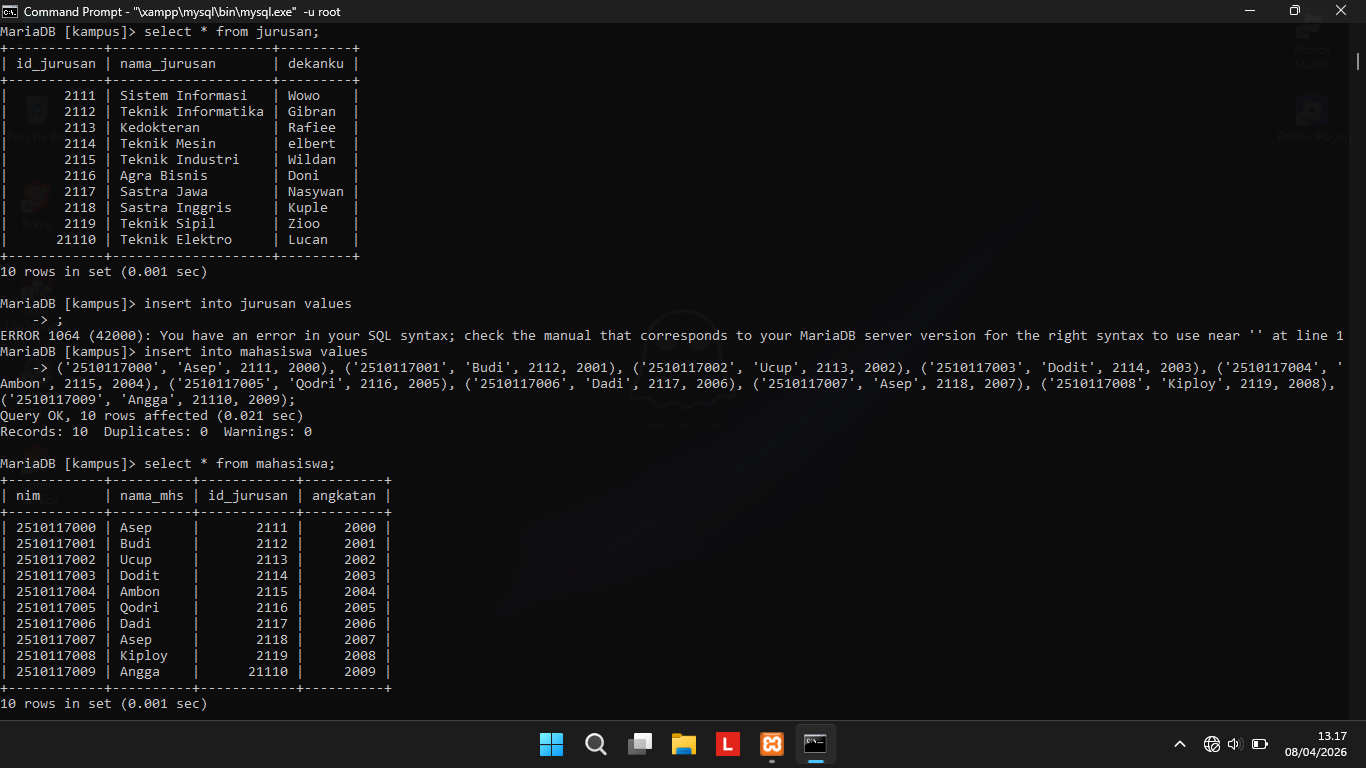 Command Prompt - "\xampp\mysql\bin\mysql.exe" -u root
MariaDB [kampus]> select * from jurusan;
+------------+--------------------+---------+
| id_jurusan | nama_jurusan       | dekanku |
+------------+--------------------+---------+
|       2111 | Sistem Informasi   | Wowo    |
|       2112 | Teknik Informatika | Gibran  |
|       2113 | Kedokteran         | Rafiee  |
|       2114 | Teknik Mesin       | elbert  |
|       2115 | Teknik Industri    | Wildan  |
|       2116 | Agra Bisnis        | Doni    |
|       2117 | Sastra Jawa        | Nasywan |
|       2118 | Sastra Inggris     | Kuple   |
|       2119 | Teknik Sipil       | Zioo    |
|      21110 | Teknik Elektro     | Lucan   |
+------------+--------------------+---------+
10 rows in set (0.001 sec)
MariaDB [kampus]> insert into jurusan values
    -> ;
ERROR 1064 (42000): You have an error in your SQL syntax; check the manual that corresponds to your MariaDB server version for the right syntax to use near '' at line 1
MariaDB [kampus]> insert into mahasiswa values
    -> ('2510117000', 'Asep', 2111, 2000), ('2510117001', 'Budi', 2112, 2001), ('2510117002', 'Ucup', 2113, 2002), ('2510117003', 'Dodit', 2114, 2003), ('2510117004', '
Ambon', 2115, 2004), ('2510117005', 'Qodri', 2116, 2005), ('2510117006', 'Dadi', 2117, 2006), ('2510117007', 'Asep', 2118, 2007), ('2510117008', 'Kiploy', 2119, 2008),
('2510117009', 'Angga', 21110, 2009);
Query OK, 10 rows affected (0.021 sec)
Records: 10  Duplicates: 0  Warnings: 0
MariaDB [kampus]> select * from mahasiswa;
+------------+----------+------------+----------+
| nim        | nama_mhs | id_jurusan | angkatan |
+------------+----------+------------+----------+
| 2510117000 | Asep     |       2111 |     2000 |
| 2510117001 | Budi     |       2112 |     2001 |
| 2510117002 | Ucup     |       2113 |     2002 |
| 2510117003 | Dodit    |       2114 |     2003 |
| 2510117004 | Ambon    |       2115 |     2004 |
| 2510117005 | Qodri    |       2116 |     2005 |
| 2510117006 | Dadi     |       2117 |     2006 |
| 2510117007 | Asep     |       2118 |     2007 |
| 2510117008 | Kiploy   |       2119 |     2008 |
| 2510117009 | Angga    |      21110 |     2009 |
+------------+----------+------------+----------+
10 rows in set (0.001 sec)
Roblox
Studio
Roblox Player
L
13.17
08/04/2026